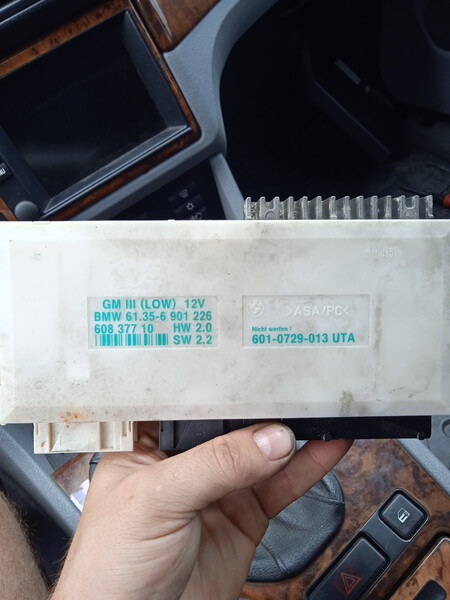 GM III (LOW) 12V
BMW 61.35-6 901 226
608 377 10 HW 2.0
SW 2.2
>ASA/PC<
Nicht werfen !
601-0729-013 UTA